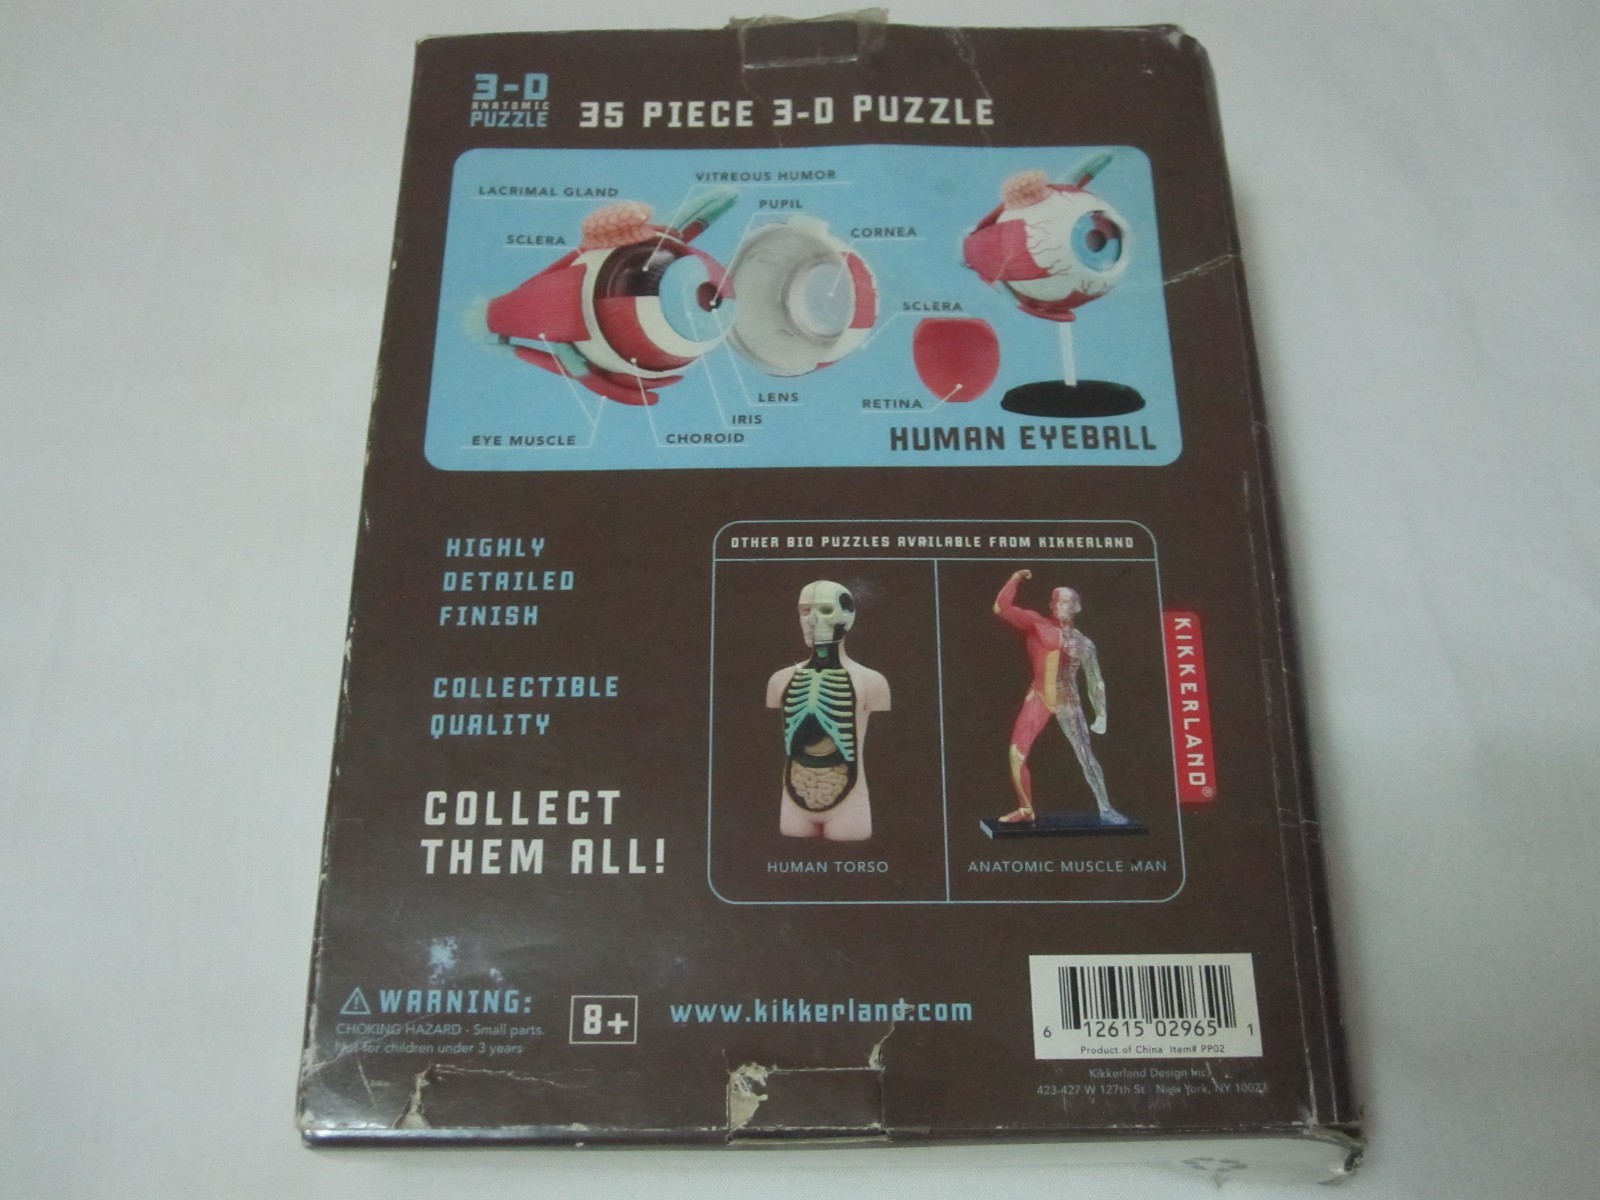 3-D
ANATOMIC
PUZZLE
35 PIECE 3-D PUZZLE
LACRIMAL GLAND
VITREOUS HUMOR
PUPIL
SCLERA
CORNEA
SCLERA
LENS
RETINA
IRIS
EYE MUSCLE
CHOROID
HUMAN EYEBALL
HIGHLY
DETAILED
FINISH
COLLECTIBLE
QUALITY
COLLECT
THEM ALL!
OTHER BIO PUZZLES AVAILABLE FROM KIKKERLAND
HUMAN TORSO
ANATOMIC MUSCLE MAN
KIKKERLAND®
WARNING:
CHOKING HAZARD - Small parts.
Not for children under 3 years
8+
www.kikkerland.com
6 12615 02965 1
Product of China Item# PP02
Kikkerland Design Inc.
423-427 W 127th St · New York, NY 10027